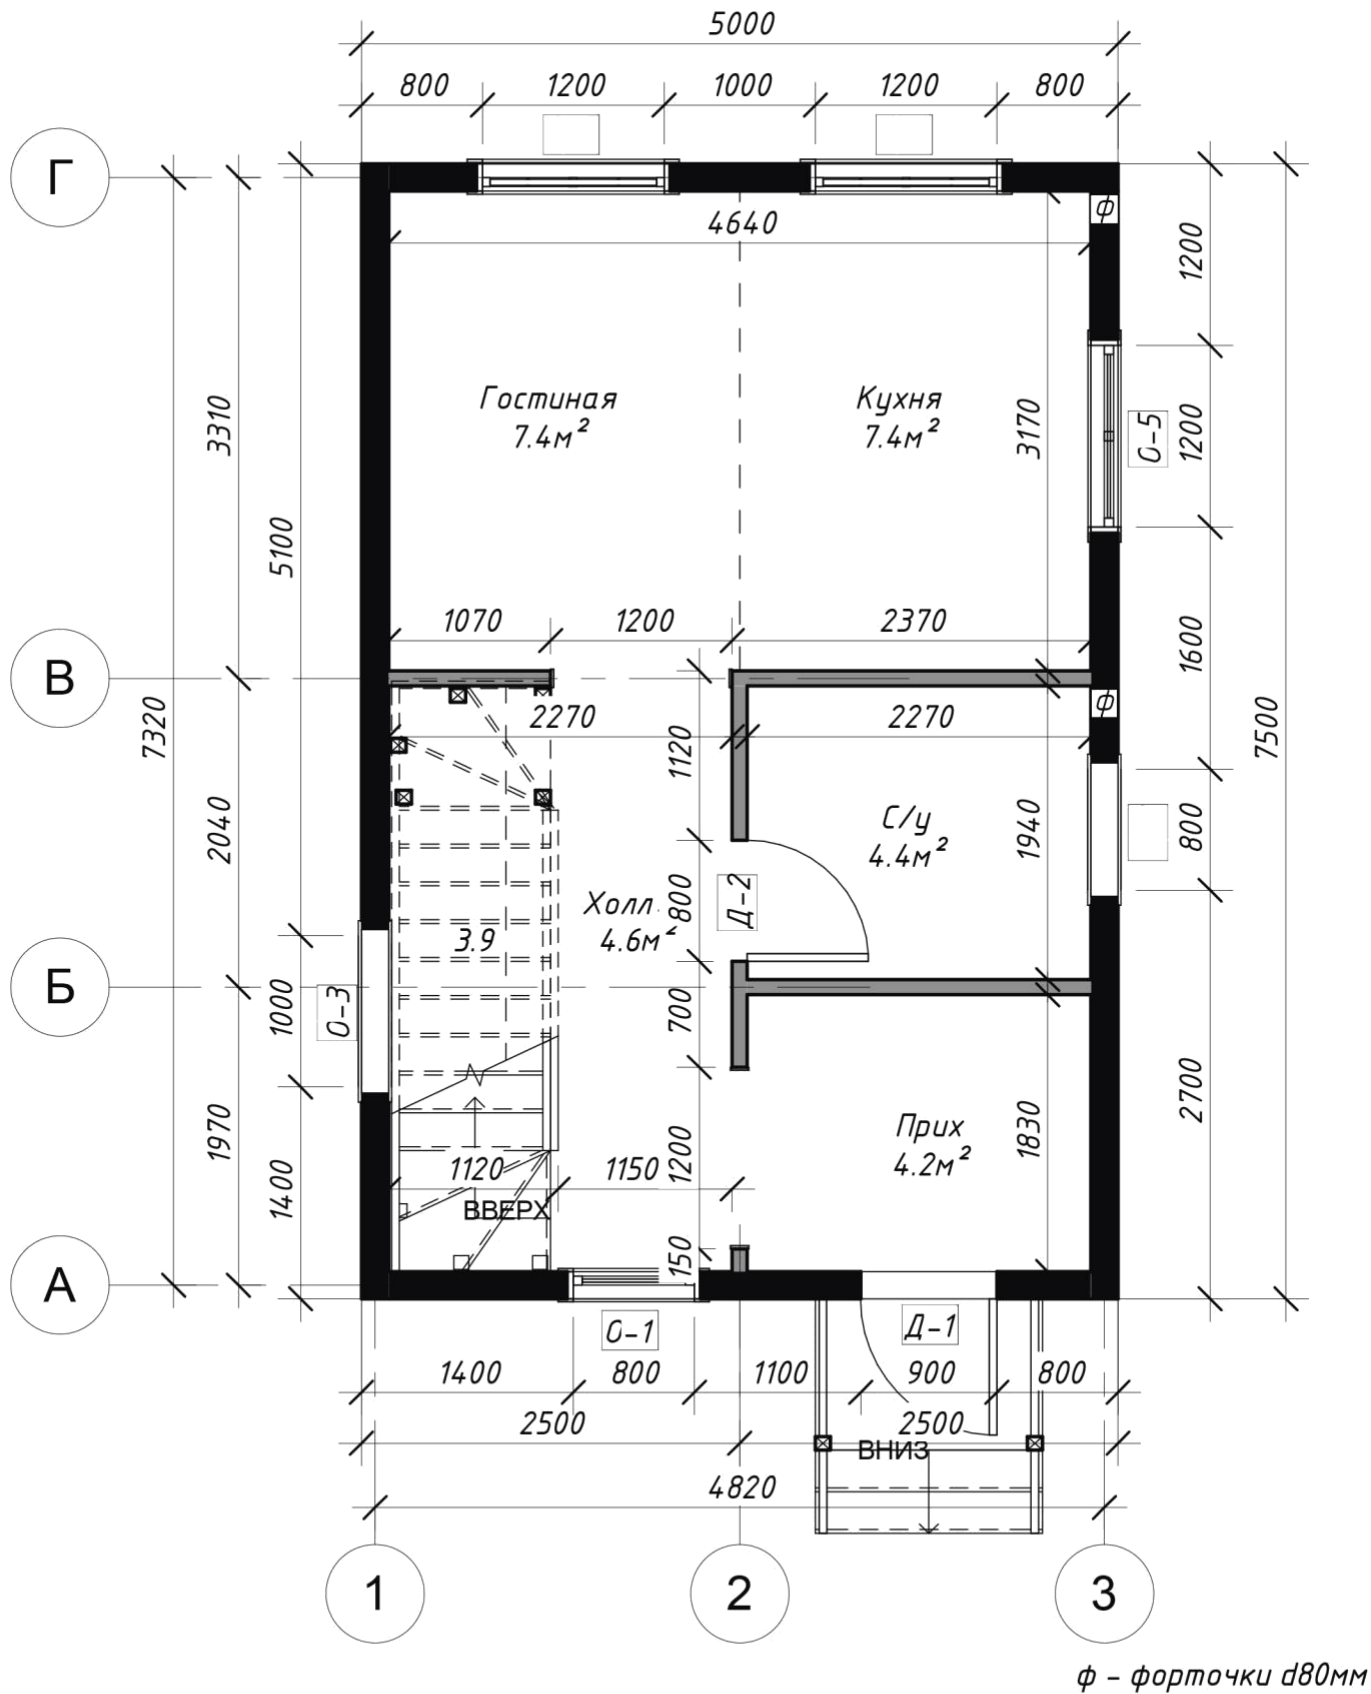 5000
800
1200
1000
1200
800
Г
ф
4640
1200
3310
Гостиная
7.4м²
Кухня
7.4м²
3170
О-5
1200
5100
1070
1200
2370
1600
В
ф
7320
2270
2270
1120
7500
2040
С/у
4.4м²
1940
800
Д-2
800
Холл
4.6м²
3.9
Б
1000
О-3
700
2700
1970
Прих
4.2м²
1830
1400
1120
1150
1200
ВВЕРХ
150
А
О-1
Д-1
1400
800
1100
900
800
2500
2500
ВНИЗ
4820
1
2
3
ф - форточки d80мм